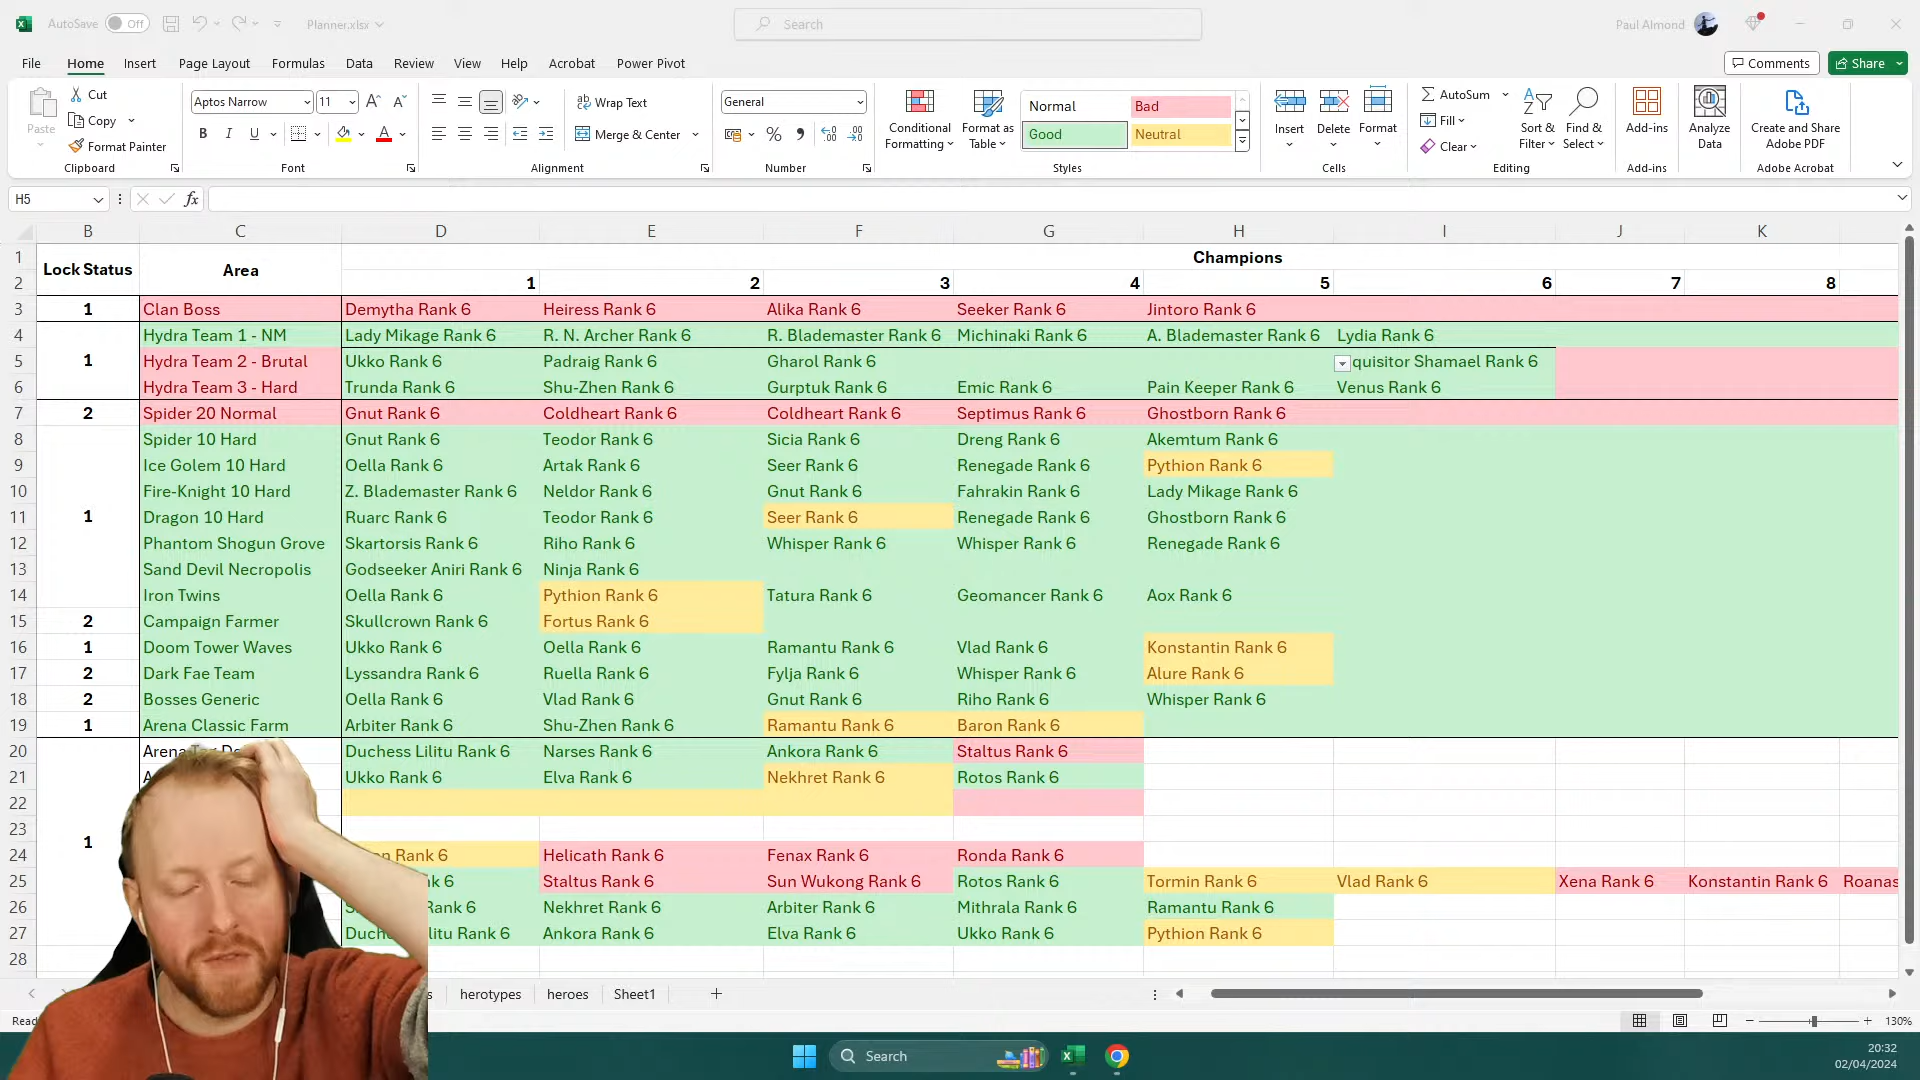 AutoSave Off Planner.xlsx Search Paul Almond
File Home Insert Page Layout Formulas Data Review View Help Acrobat Power Pivot Comments Share
Paste Cut Copy Format Painter Clipboard
Aptos Narrow 11 B I U Font
Wrap Text Merge & Center Alignment
General Number
Conditional Formatting Format as Table
Normal Bad Good Neutral Styles
Insert Delete Format Cells
AutoSum Fill Clear Sort & Filter Find & Select Editing
Add-ins Add-ins
Analyze Data
Create and Share Adobe PDF Adobe Acrobat
H5 fx
B C D E F G H I J K
1 Lock Status Area Champions
2 1 2 3 4 5 6 7 8
3 1 Clan Boss Demytha Rank 6 Heiress Rank 6 Alika Rank 6 Seeker Rank 6 Jintoro Rank 6
4 Hydra Team 1 - NM Lady Mikage Rank 6 R. N. Archer Rank 6 R. Blademaster Rank 6 Michinaki Rank 6 A. Blademaster Rank 6 Lydia Rank 6
5 1 Hydra Team 2 - Brutal Ukko Rank 6 Padraig Rank 6 Gharol Rank 6 quisitor Shamael Rank 6
6 Hydra Team 3 - Hard Trunda Rank 6 Shu-Zhen Rank 6 Gurptuk Rank 6 Emic Rank 6 Pain Keeper Rank 6 Venus Rank 6
7 2 Spider 20 Normal Gnut Rank 6 Coldheart Rank 6 Coldheart Rank 6 Septimus Rank 6 Ghostborn Rank 6
8 Spider 10 Hard Gnut Rank 6 Teodor Rank 6 Sicia Rank 6 Dreng Rank 6 Akemtum Rank 6
9 Ice Golem 10 Hard Oella Rank 6 Artak Rank 6 Seer Rank 6 Renegade Rank 6 Pythion Rank 6
10 Fire-Knight 10 Hard Z. Blademaster Rank 6 Neldor Rank 6 Gnut Rank 6 Fahrakin Rank 6 Lady Mikage Rank 6
11 1 Dragon 10 Hard Ruarc Rank 6 Teodor Rank 6 Seer Rank 6 Renegade Rank 6 Ghostborn Rank 6
12 Phantom Shogun Grove Skartorsis Rank 6 Riho Rank 6 Whisper Rank 6 Whisper Rank 6 Renegade Rank 6
13 Sand Devil Necropolis Godseeker Aniri Rank 6 Ninja Rank 6
14 Iron Twins Oella Rank 6 Pythion Rank 6 Tatura Rank 6 Geomancer Rank 6 Aox Rank 6
15 2 Campaign Farmer Skullcrown Rank 6 Fortus Rank 6
16 1 Doom Tower Waves Ukko Rank 6 Oella Rank 6 Ramantu Rank 6 Vlad Rank 6 Konstantin Rank 6
17 2 Dark Fae Team Lyssandra Rank 6 Ruella Rank 6 Fylja Rank 6 Whisper Rank 6 Alure Rank 6
18 2 Bosses Generic Oella Rank 6 Vlad Rank 6 Gnut Rank 6 Riho Rank 6 Whisper Rank 6
19 1 Arena Classic Farm Arbiter Rank 6 Shu-Zhen Rank 6 Ramantu Rank 6 Baron Rank 6
20 Arena Duchess Lilitu Rank 6 Narses Rank 6 Ankora Rank 6 Staltus Rank 6
21 Ukko Rank 6 Elva Rank 6 Nekhret Rank 6 Rotos Rank 6
22
23 1
24 Rank 6 Helicath Rank 6 Fenax Rank 6 Ronda Rank 6
25 6 Staltus Rank 6 Sun Wukong Rank 6 Rotos Rank 6 Tormin Rank 6 Vlad Rank 6 Xena Rank 6 Konstantin Rank 6 Roanas
26 Rank 6 Nekhret Rank 6 Arbiter Rank 6 Mithrala Rank 6 Ramantu Rank 6
27 Rank 6 Ankora Rank 6 Elva Rank 6 Ukko Rank 6 Pythion Rank 6
28
herotypes heroes Sheet1
130%
Search
20:32
02/04/2024